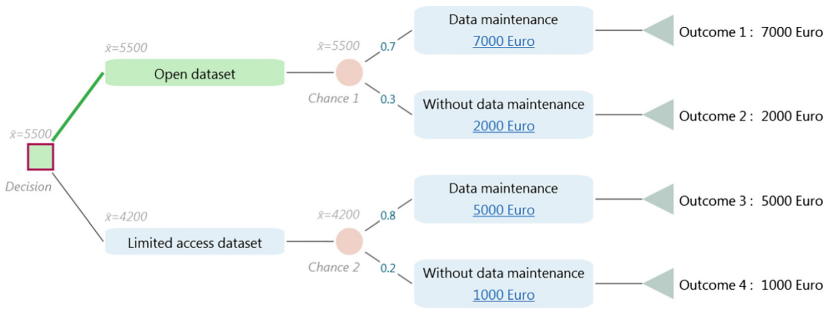 Data maintenance
7000 Euro
Outcome 1 : 7000 Euro
x̄=5500
0.7
x̄=5500
Open dataset
Chance 1
0.3
Without data maintenance
2000 Euro
Outcome 2 : 2000 Euro
x̄=5500
Decision
Data maintenance
5000 Euro
Outcome 3 : 5000 Euro
x̄=4200
0.8
x̄=4200
Limited access dataset
Chance 2
0.2
Without data maintenance
1000 Euro
Outcome 4 : 1000 Euro